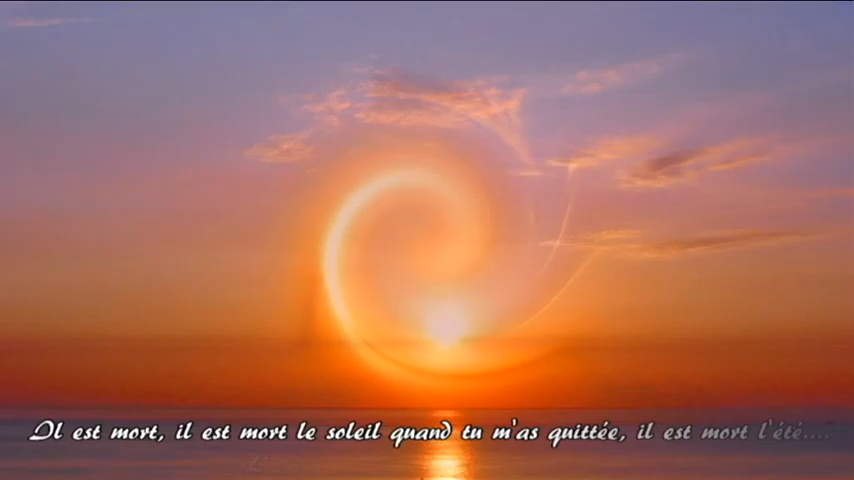 Il est mort, il est mort le soleil quand tu m'as quittée, il est mort l'été....